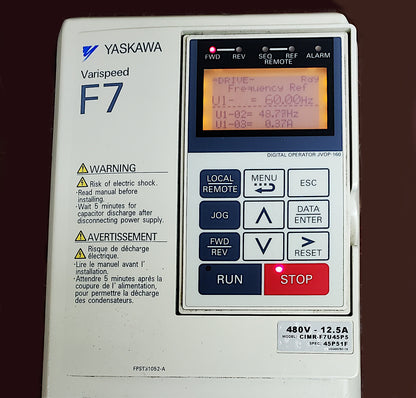 YASKAWA
Varispeed
F7
FWD REV SEQ REF ALARM
REMOTE
-DRIVE- Rdy
Frequency Ref
U1- = 60.00Hz
U1-02= 48.77Hz
U1-03= 0.37A
DIGITAL OPERATOR JVOP-160
LOCAL REMOTE
MENU
ESC
JOG
DATA ENTER
FWD REV
> RESET
RUN
STOP
WARNING
Risk of electric shock.
・Read manual before
installing.
・Wait 5 minutes for
capacitor discharge after
disconnecting power supply.
AVERTISSEMENT
Risque de décharge
électrique.
・Lire le manuel avant l'
installation.
・Attendre 5 minutes après la
coupure de l' alimentation,
pour permettre la décharge
des condensateurs.
480V - 12.5A
MODEL: CIMR-F7U45P5
SPEC: 45P51F
FPST31052-A